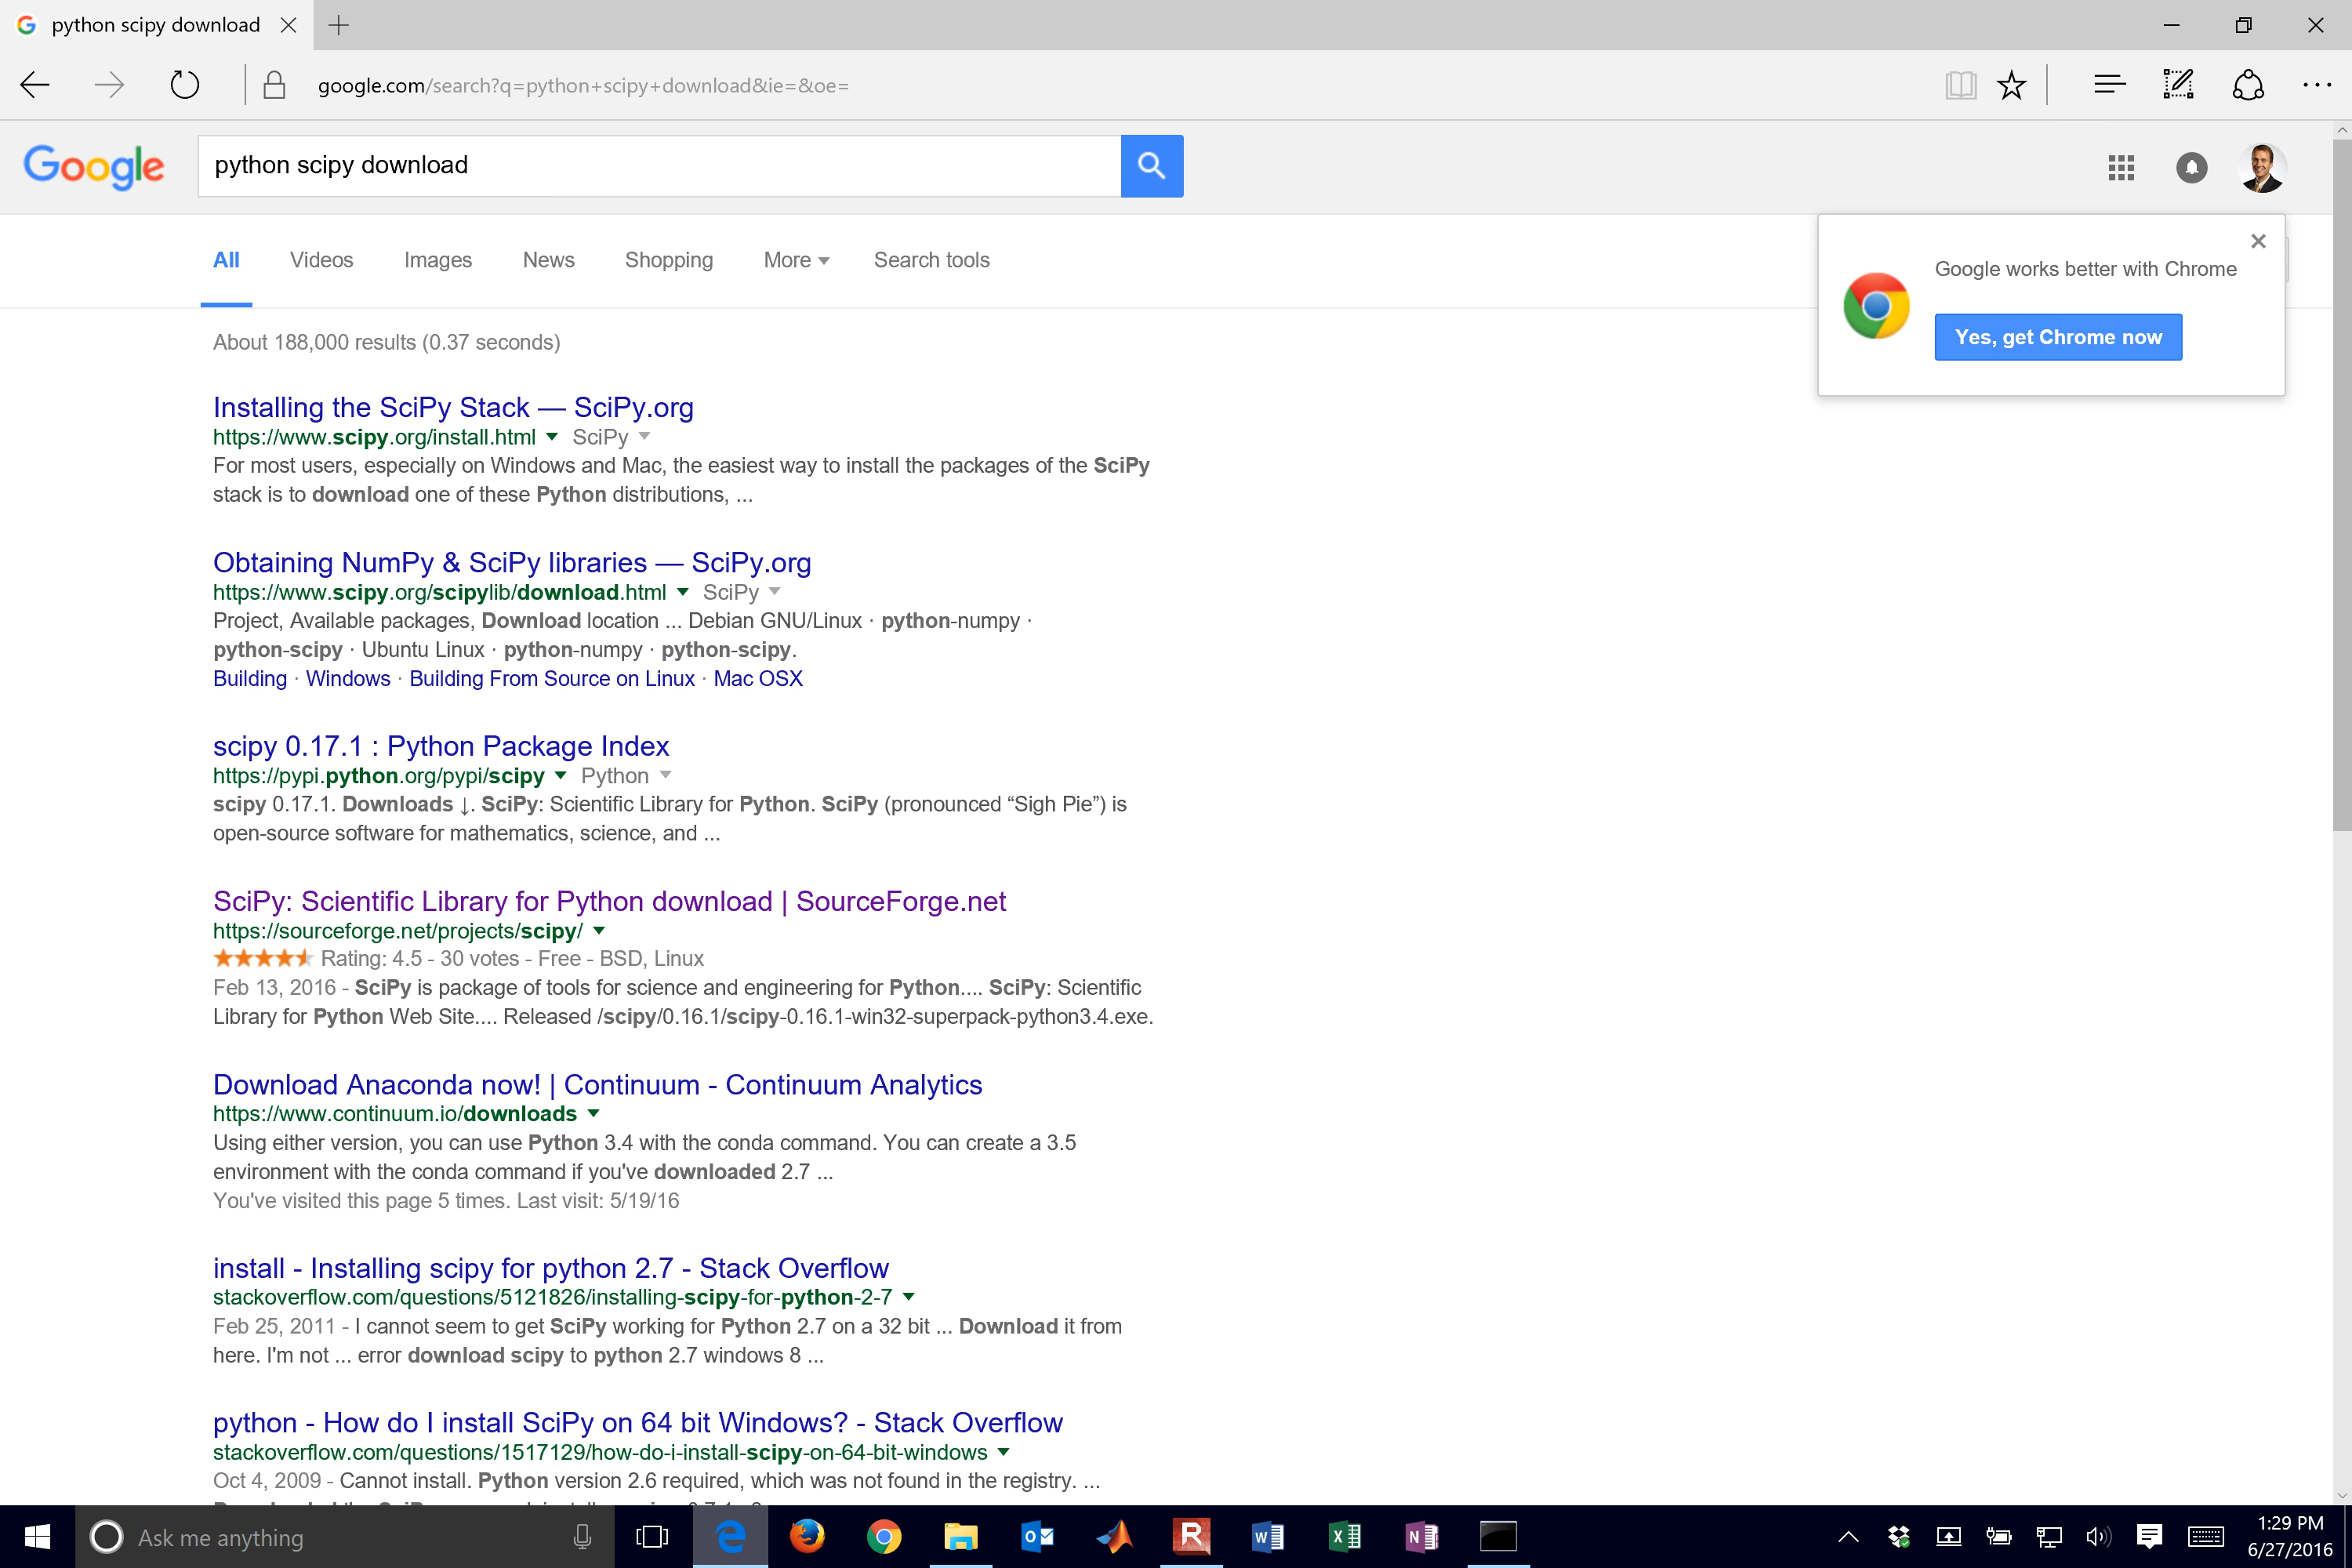 python scipy download
google.com/search?q=python+scipy+download&ie=&oe=
Google
python scipy download
All Videos Images News Shopping More Search tools
Google works better with Chrome
Yes, get Chrome now
About 188,000 results (0.37 seconds)
Installing the SciPy Stack — SciPy.org
https://www.scipy.org/install.html SciPy
For most users, especially on Windows and Mac, the easiest way to install the packages of the SciPy
stack is to download one of these Python distributions, ...
Obtaining NumPy & SciPy libraries — SciPy.org
https://www.scipy.org/scipylib/download.html SciPy
Project, Available packages, Download location ... Debian GNU/Linux · python-numpy ·
python-scipy · Ubuntu Linux · python-numpy · python-scipy.
Building · Windows · Building From Source on Linux · Mac OSX
scipy 0.17.1 : Python Package Index
https://pypi.python.org/pypi/scipy Python
scipy 0.17.1. Downloads ↓. SciPy: Scientific Library for Python. SciPy (pronounced “Sigh Pie”) is
open-source software for mathematics, science, and ...
SciPy: Scientific Library for Python download | SourceForge.net
https://sourceforge.net/projects/scipy/
Rating: 4.5 - 30 votes - Free - BSD, Linux
Feb 13, 2016 - SciPy is package of tools for science and engineering for Python.... SciPy: Scientific
Library for Python Web Site.... Released /scipy/0.16.1/scipy-0.16.1-win32-superpack-python3.4.exe.
Download Anaconda now! | Continuum - Continuum Analytics
https://www.continuum.io/downloads
Using either version, you can use Python 3.4 with the conda command. You can create a 3.5
environment with the conda command if you've downloaded 2.7 ...
You've visited this page 5 times. Last visit: 5/19/16
install - Installing scipy for python 2.7 - Stack Overflow
stackoverflow.com/questions/5121826/installing-scipy-for-python-2-7
Feb 25, 2011 - I cannot seem to get SciPy working for Python 2.7 on a 32 bit ... Download it from
here. I'm not ... error download scipy to python 2.7 windows 8 ...
python - How do I install SciPy on 64 bit Windows? - Stack Overflow
stackoverflow.com/questions/1517129/how-do-i-install-scipy-on-64-bit-windows
Oct 4, 2009 - Cannot install. Python version 2.6 required, which was not found in the registry. ...
Ask me anything
1:29 PM
6/27/2016